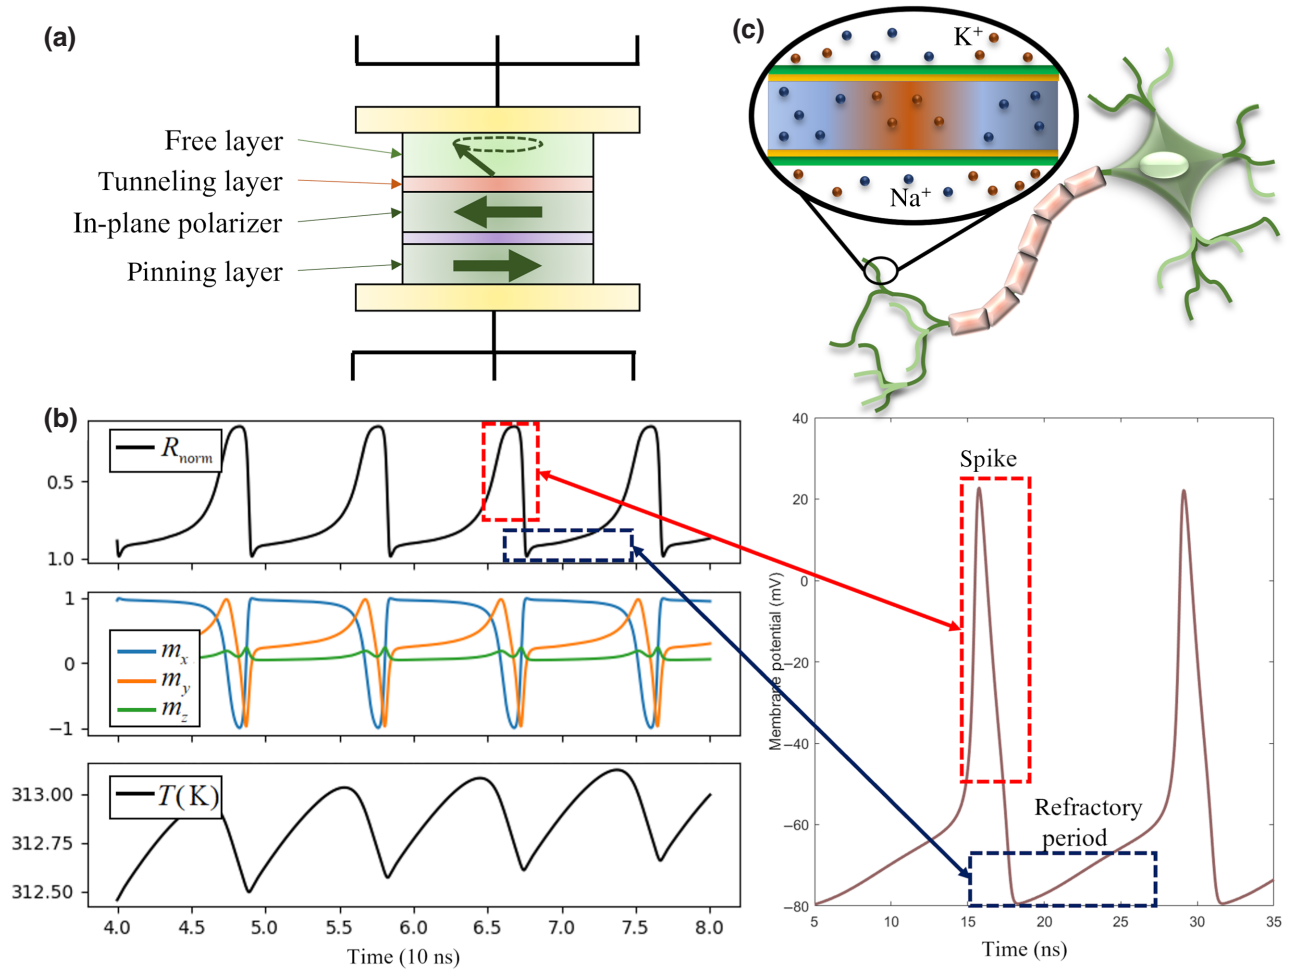 (a)
Free layer
Tunneling layer
In-plane polarizer
Pinning layer
(c)
K+
Na+
(b)
Rnorm
0.5
1.0
1
0
−1
mx
my
mz
T(K)
313.00
312.75
312.50
4.0 4.5 5.0 5.5 6.0 6.5 7.0 7.5 8.0
Time (10 ns)
40
20
0
−20
−40
−60
−80
Membrane potential (mV)
Spike
Refractory
period
5 15 20 25 30 35
Time (ns)